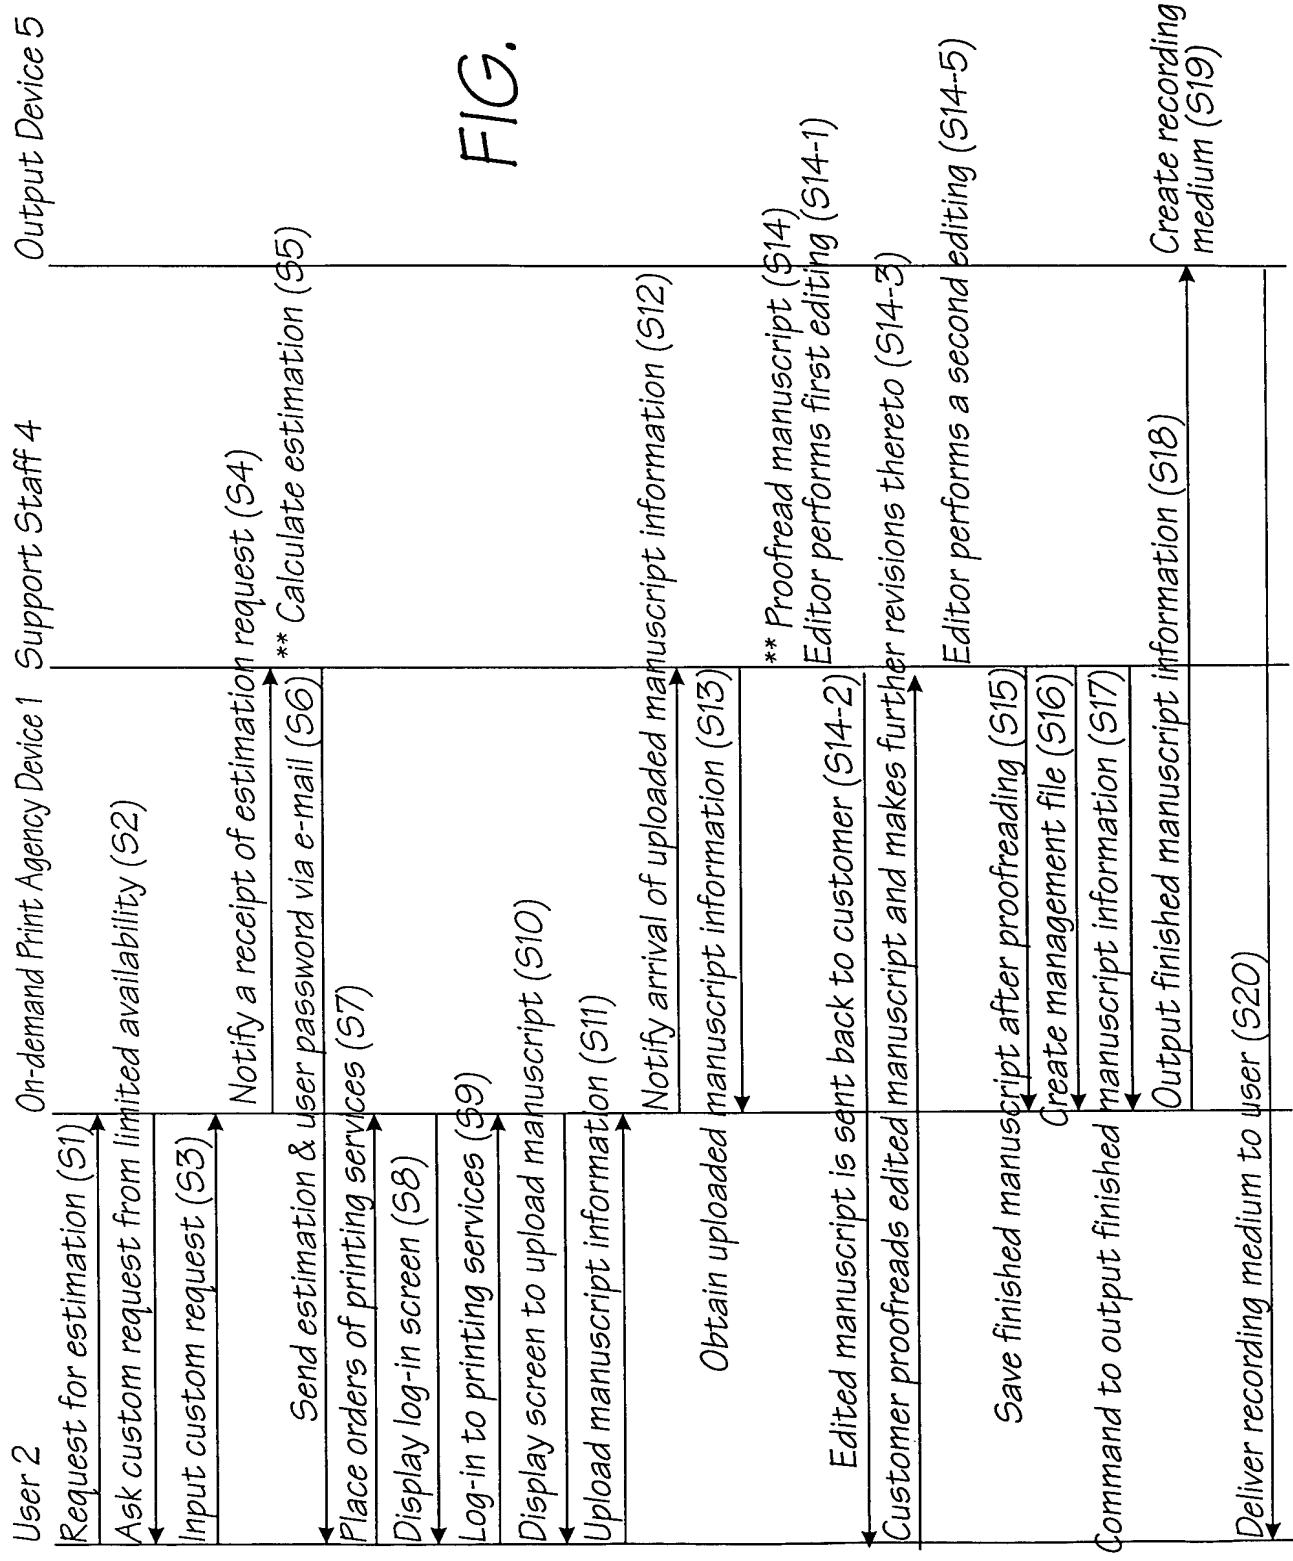 User 2
On-demand Print Agency Device 1
Support Staff 4
Output Device 5
Request for estimation (S1)
Ask custom request from limited availability (S2)
Input custom request (S3)
Notify a receipt of estimation request (S4)
** Calculate estimation (S5)
Send estimation & user password via e-mail (S6)
Place orders of printing services (S7)
Display log-in screen (S8)
Log-in to printing services (S9)
FIG.
Display screen to upload manuscript (S10)
Upload manuscript information (S11)
Notify arrival of uploaded manuscript information (S12)
Obtain uploaded manuscript information (S13)
** Proofread manuscript (S14)
Editor performs first editing (S14-1)
Edited manuscript is sent back to customer (S14-2)
Customer proofreads edited manuscript and makes further revisions thereto (S14-3)
Editor performs a second editing (S14-5)
Save finished manuscript after proofreading (S15)
Create management file (S16)
Command to output finished manuscript information (S17)
Output finished manuscript information (S18)
Create recording
medium (S19)
Deliver recording medium to user (S20)